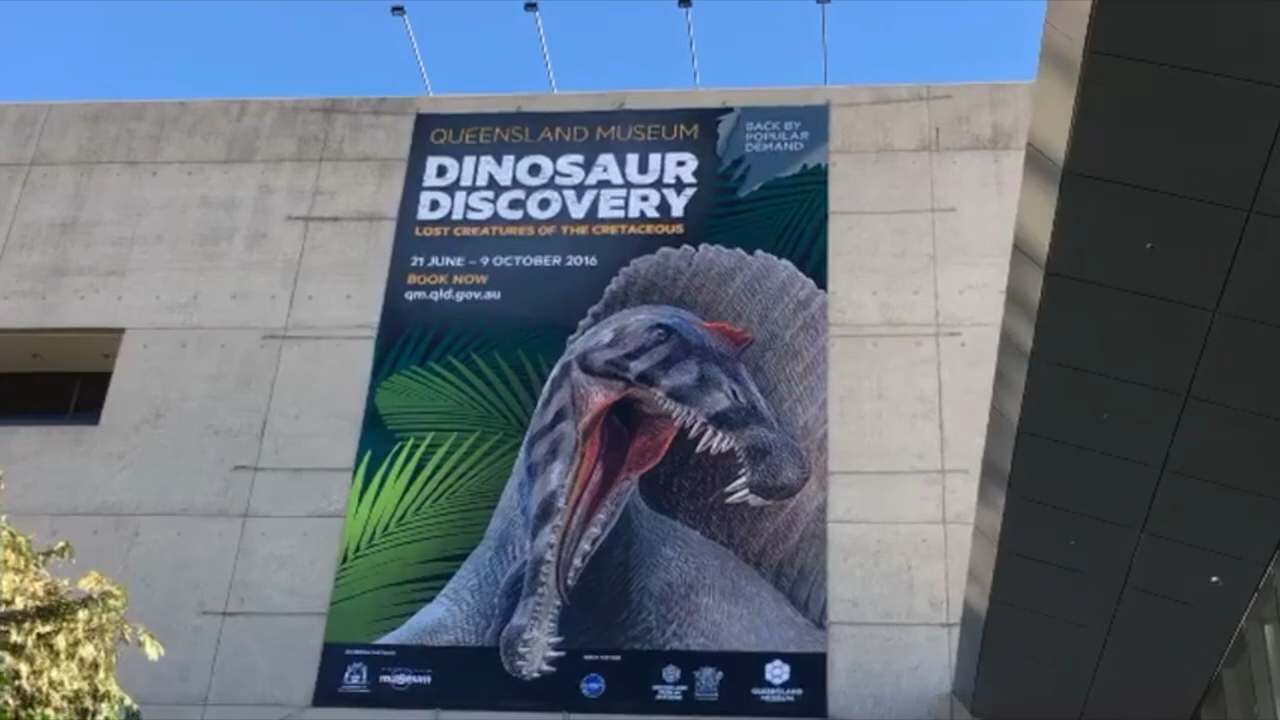 QUEENSLAND MUSEUM
BACK BY
POPULAR
DEMAND
DINOSAUR
DISCOVERY
LOST CREATURES OF THE CRETACEOUS
21 JUNE – 9 OCTOBER 2016
BOOK NOW
qm.qld.gov.au
museum
QUEENSLAND
MUSEUM